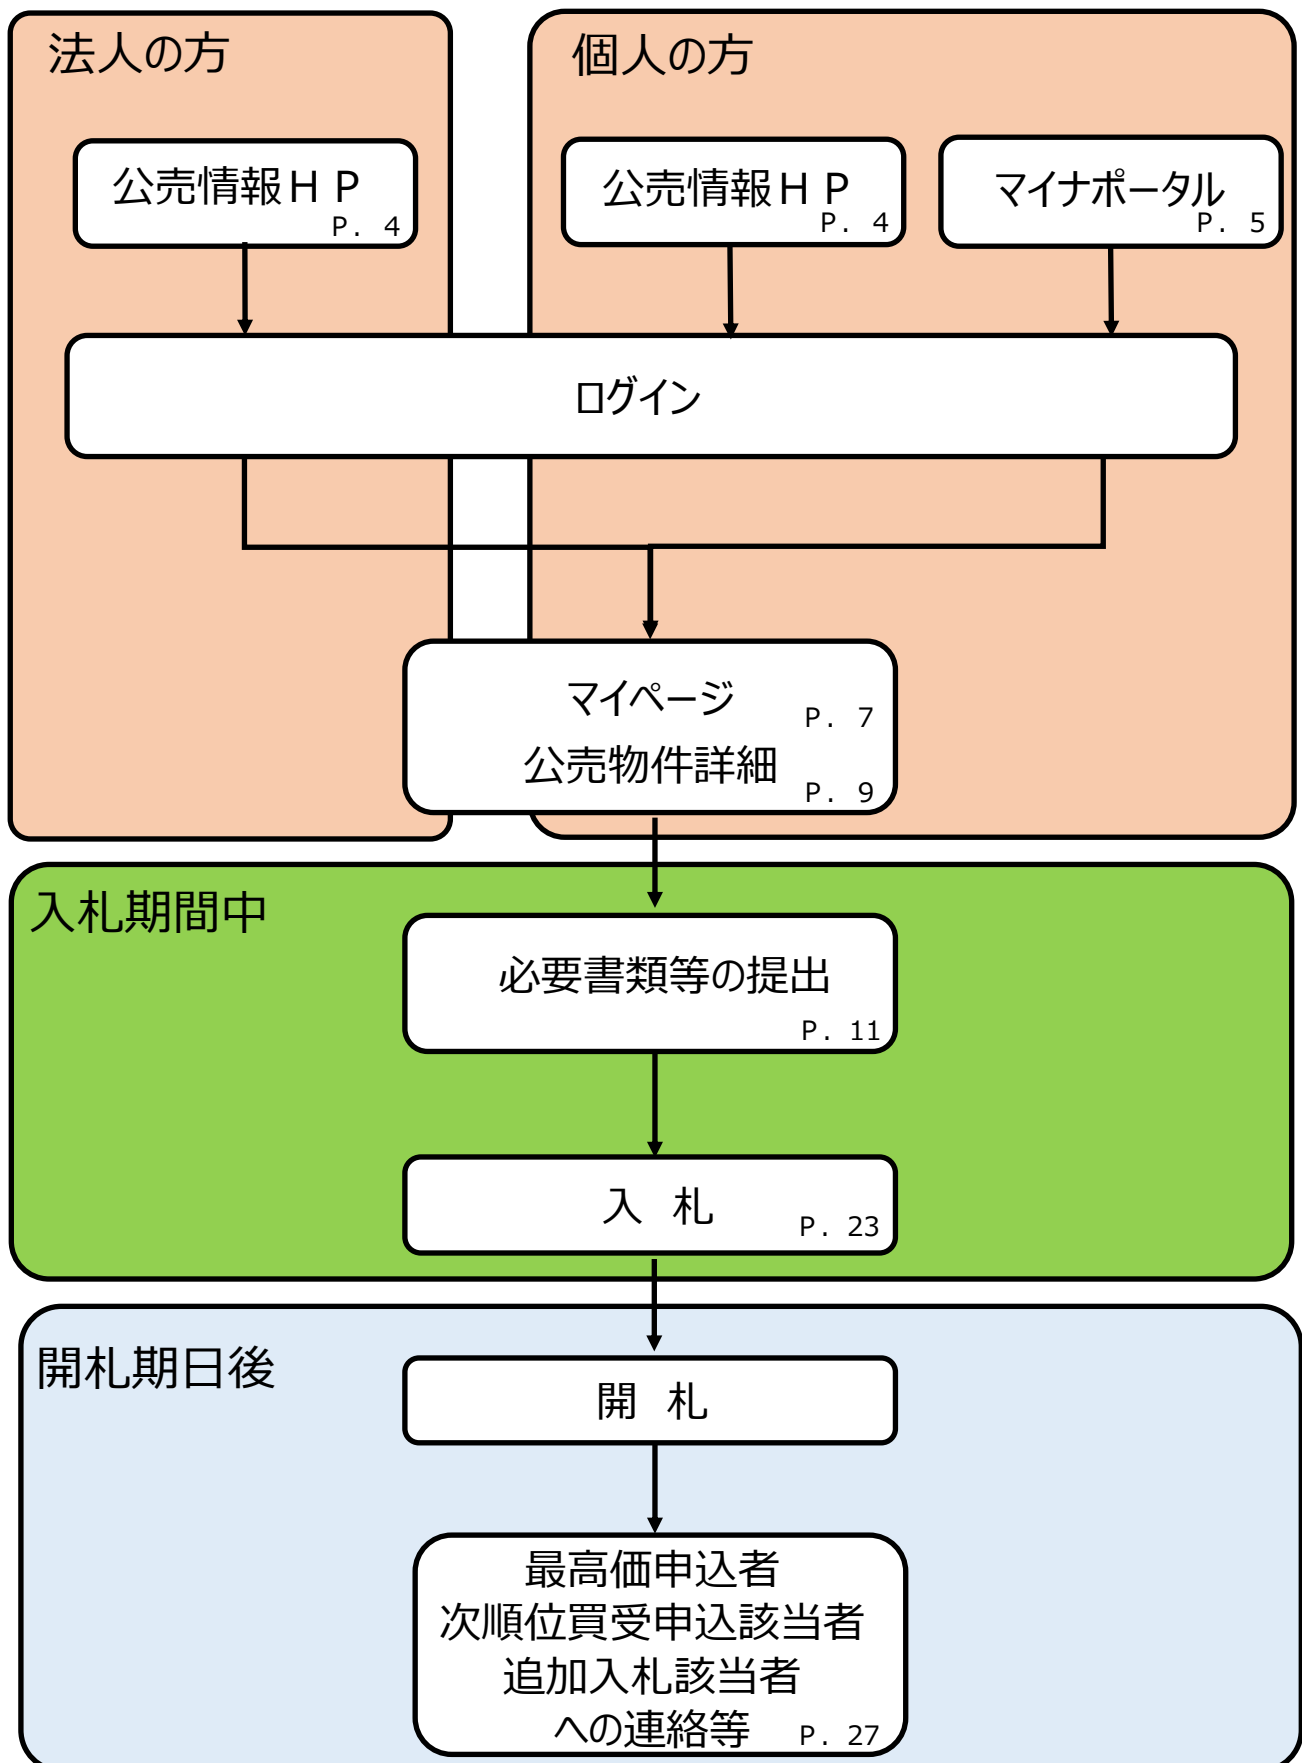 法人の方
公売情報ＨＰ
P. 4
個人の方
公売情報ＨＰ
P. 4
マイナポータル
P. 5
ログイン
マイページ
P. 7
公売物件詳細
P. 9
入札期間中
必要書類等の提出
P. 11
入　札
P. 23
開札期日後
開　札
最高価申込者
次順位買受申込該当者
追加入札該当者
への連絡等
P. 27